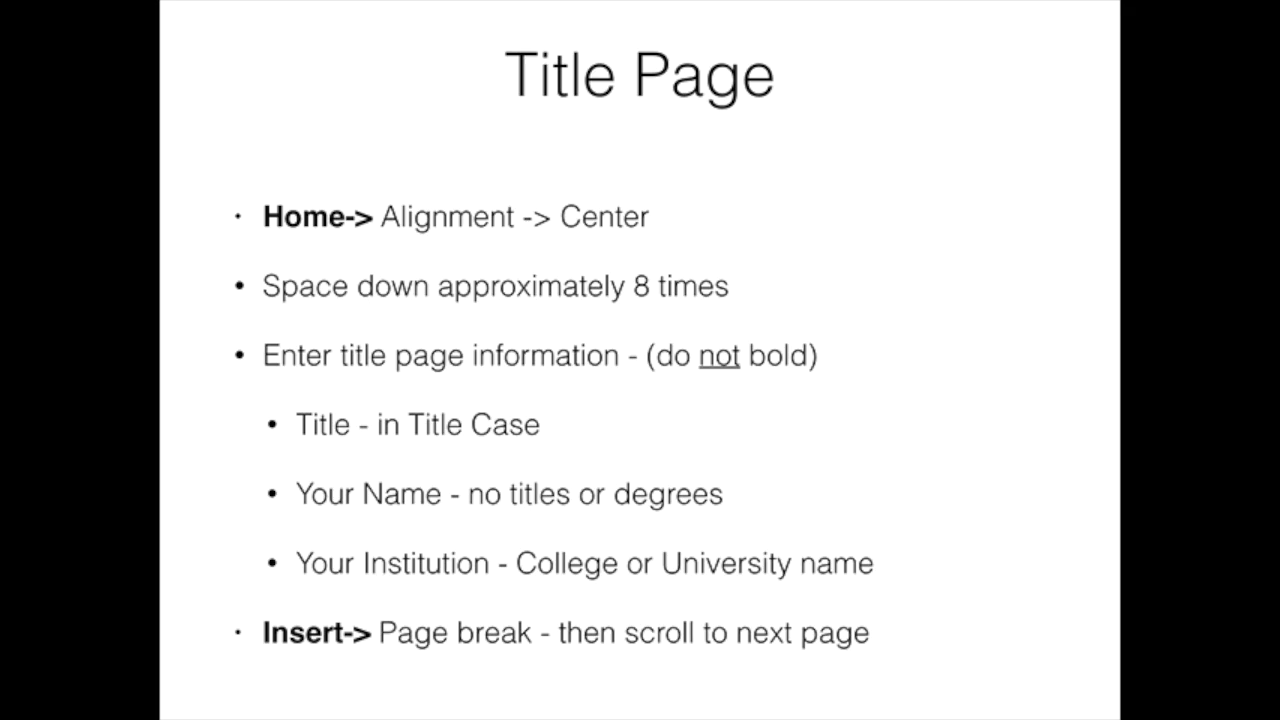 Title Page
• Home-> Alignment -> Center
• Space down approximately 8 times
• Enter title page information - (do not bold)
• Title - in Title Case
• Your Name - no titles or degrees
• Your Institution - College or University name
• Insert-> Page break - then scroll to next page